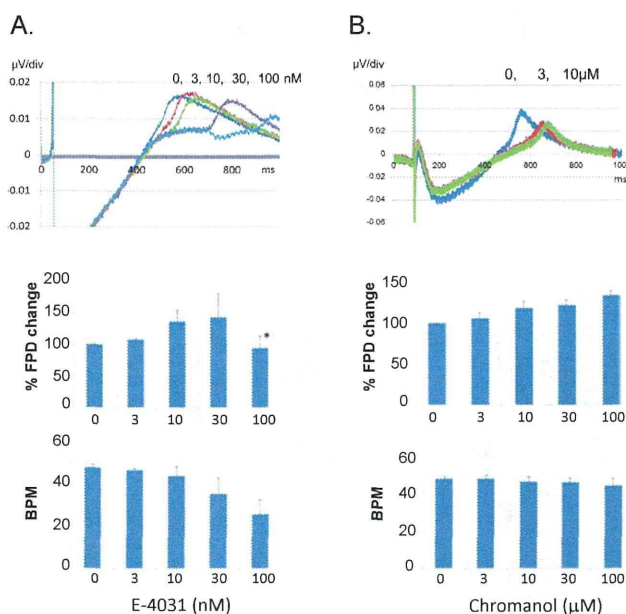 A.
μV/div
0, 3, 10, 30, 100 nM
0.02
0.01
0
-0.01
-0.02
0 200 400 600 800 ms
% FPD change
200
150
100
50
0
*
0 3 10 30 100
BPM
60
40
20
0
0 3 10 30 100
E-4031 (nM)
B.
μV/div
0, 3, 10μM
0.06
0.04
0.02
0
-0.02
-0.04
-0.06
0 200 400 600 800 100
ms
% FPD change
150
100
50
0
0 3 10 30 100
BPM
60
40
20
0
0 3 10 30 100
Chromanol (μM)